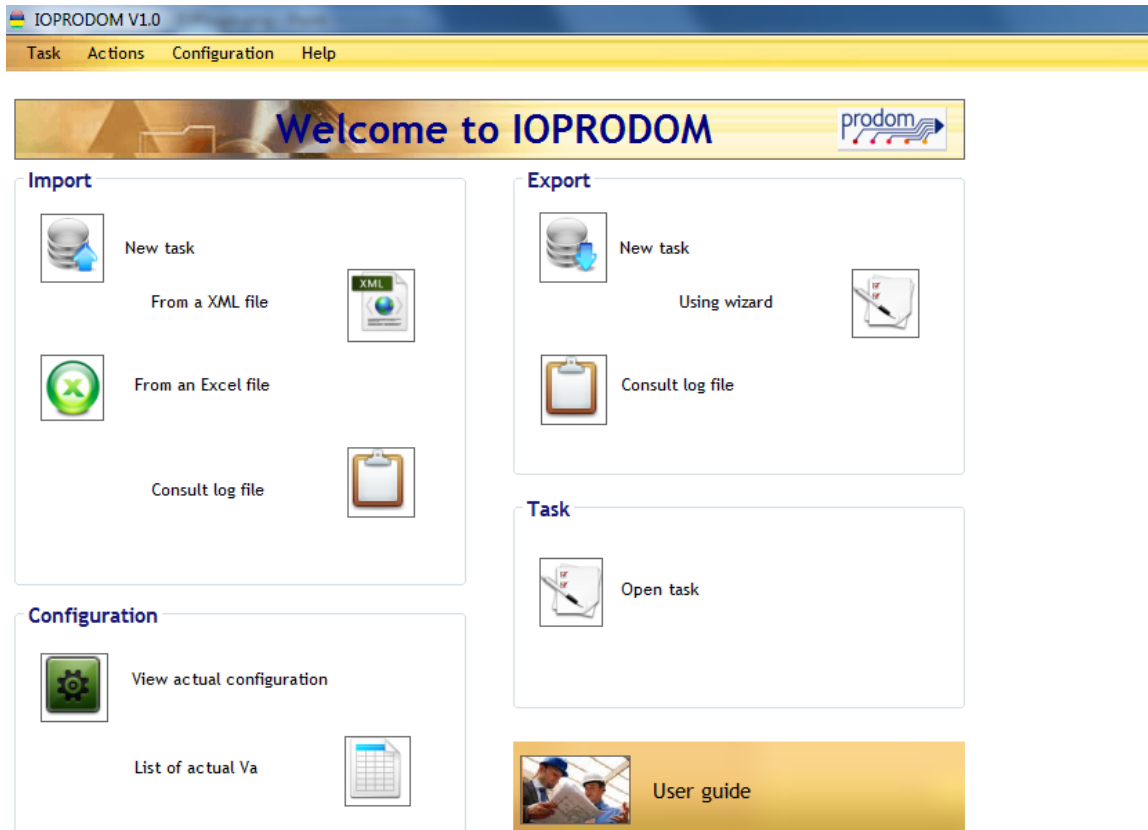 IOPRODOM V1.0
Task Actions Configuration Help
Welcome to IOPRODOM
prodom
Import
New task
From a XML file
XML
From an Excel file
Consult log file
Export
New task
Using wizard
Consult log file
Task
Open task
Configuration
View actual configuration
List of actual Va
User guide